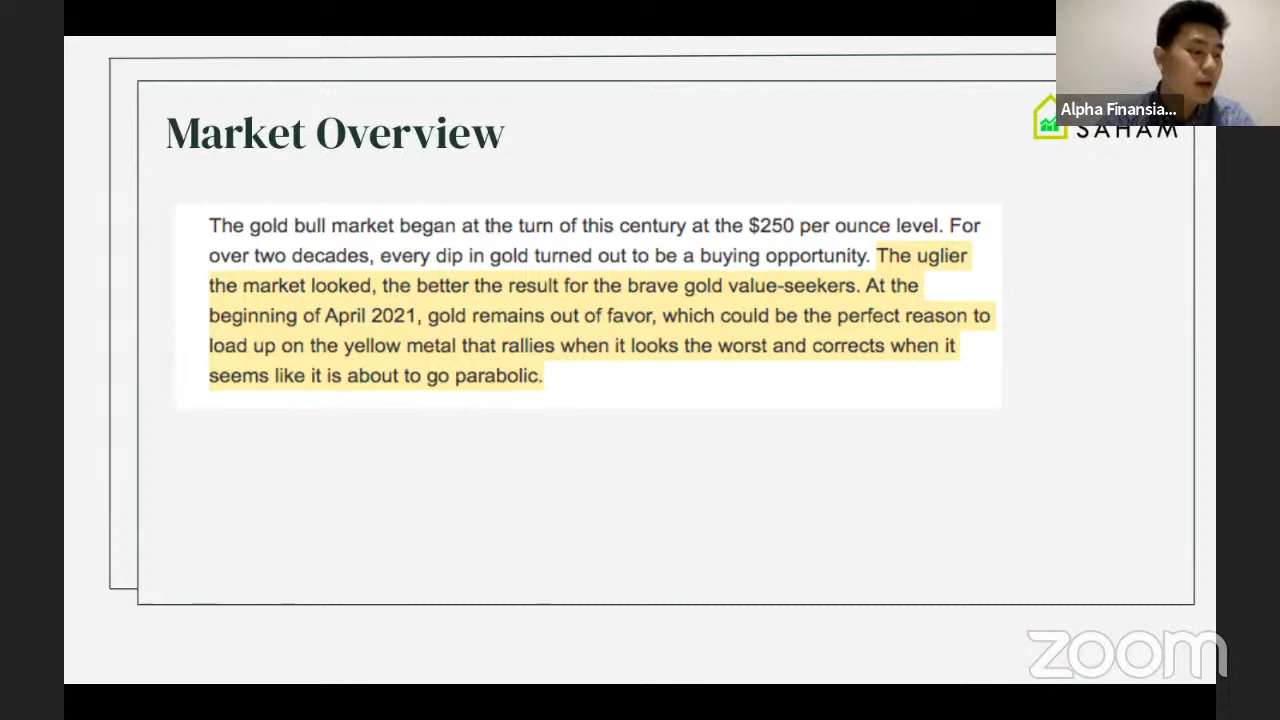 Market Overview
Alpha Finansia...
SAHAM
The gold bull market began at the turn of this century at the $250 per ounce level. For
over two decades, every dip in gold turned out to be a buying opportunity. The uglier
the market looked, the better the result for the brave gold value-seekers. At the
beginning of April 2021, gold remains out of favor, which could be the perfect reason to
load up on the yellow metal that rallies when it looks the worst and corrects when it
seems like it is about to go parabolic.
zoom